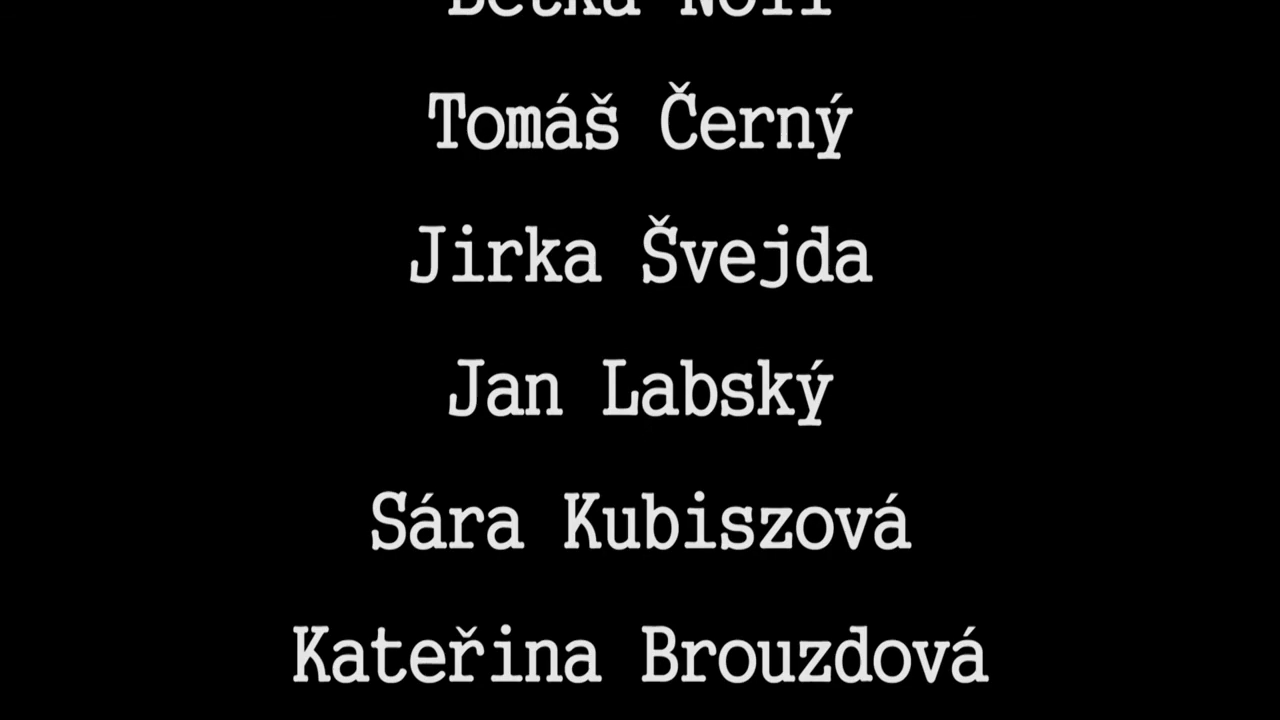 Tomáš Černý
Jirka Švejda
Jan Labský
Sára Kubiszová
Kateřina Brouzdová